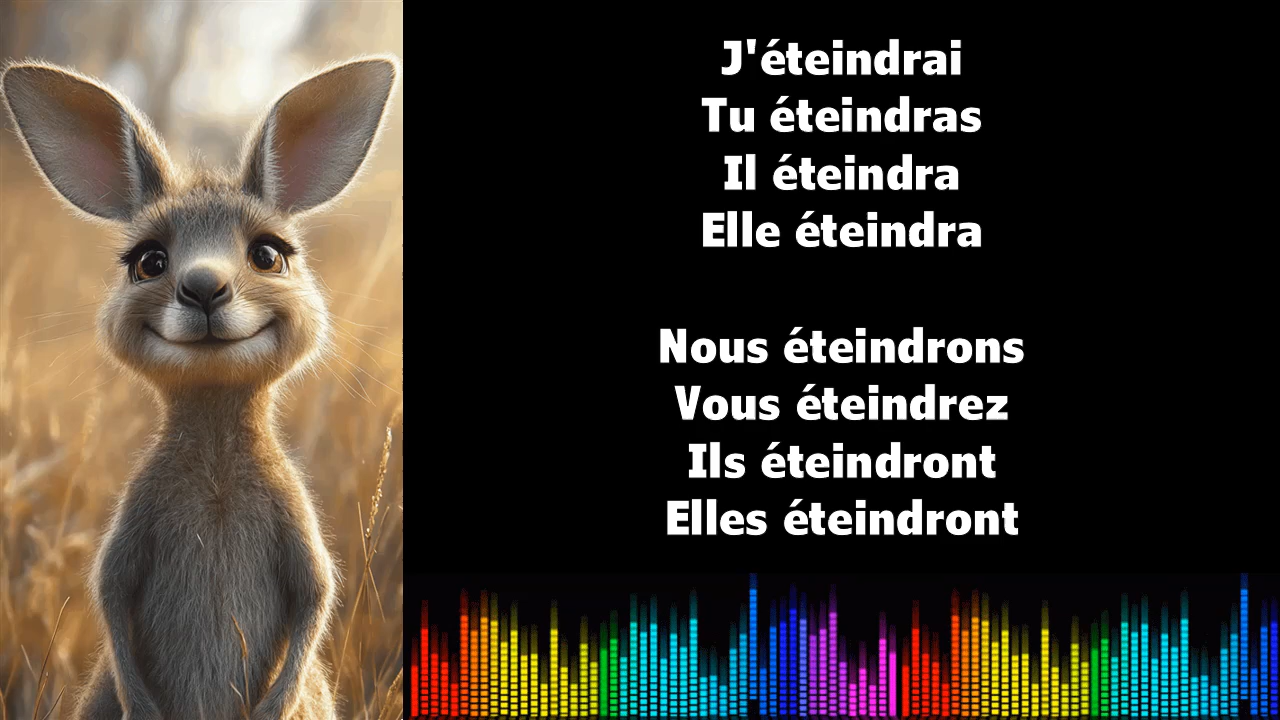 J'éteindrai
Tu éteindras
Il éteindra
Elle éteindra
Nous éteindrons
Vous éteindrez
Ils éteindront
Elles éteindront